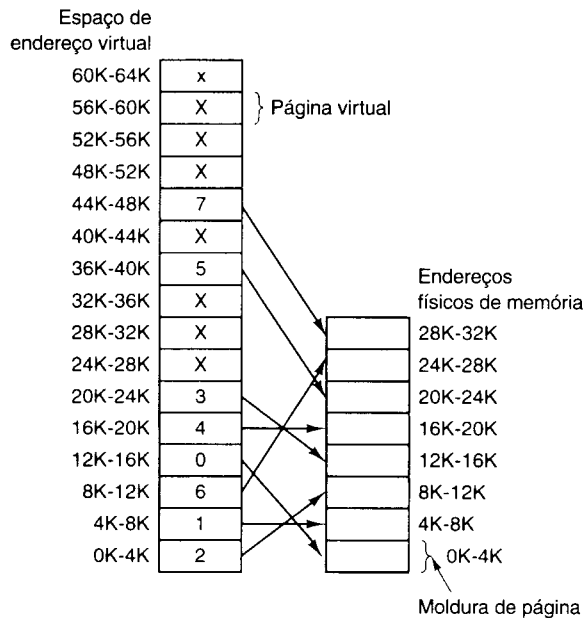 Espaço de
endereço virtual
60K-64K x
56K-60K X Página virtual
52K-56K X
48K-52K X
44K-48K 7
40K-44K X
36K-40K 5
32K-36K X
28K-32K X
24K-28K X
20K-24K 3
16K-20K 4
12K-16K 0
8K-12K 6
4K-8K 1
0K-4K 2
Endereços
físicos de memória
28K-32K
24K-28K
20K-24K
16K-20K
12K-16K
8K-12K
4K-8K
0K-4K
Moldura de página